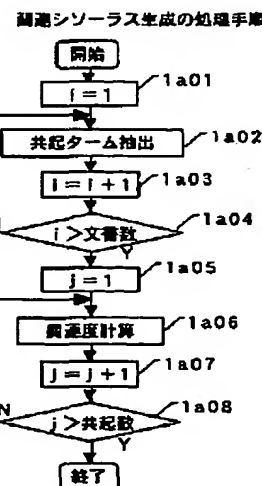 関連シソーラス生成の処理手順
開始
i = 1
1a01
共起ターム抽出
1a02
i = i + 1
1a03
i > 文書数
1a04
Y
j = 1
1a05
関連度計算
1a06
j = j + 1
1a07
N
j > 共起数
1a08
Y
終了